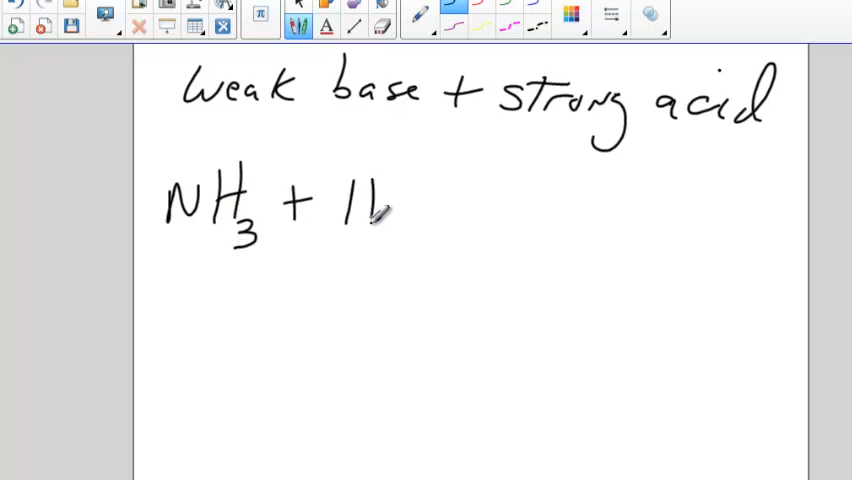 weak base + strong acid
NH₃ +